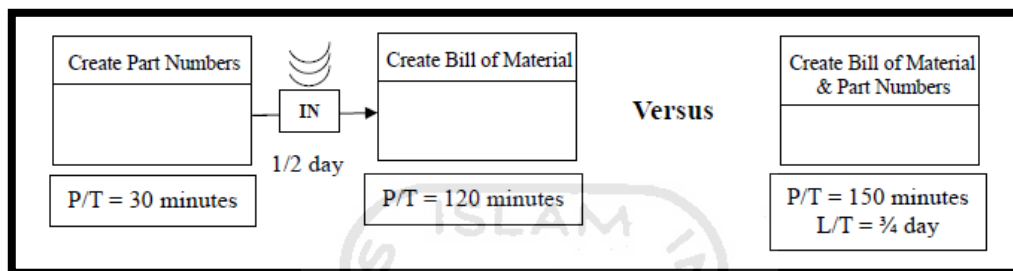 Create Part Numbers
IN
1/2 day
P/T = 30 minutes
Create Bill of Material
P/T = 120 minutes
Versus
Create Bill of Material
& Part Numbers
P/T = 150 minutes
L/T = ¾ day
ISLAM